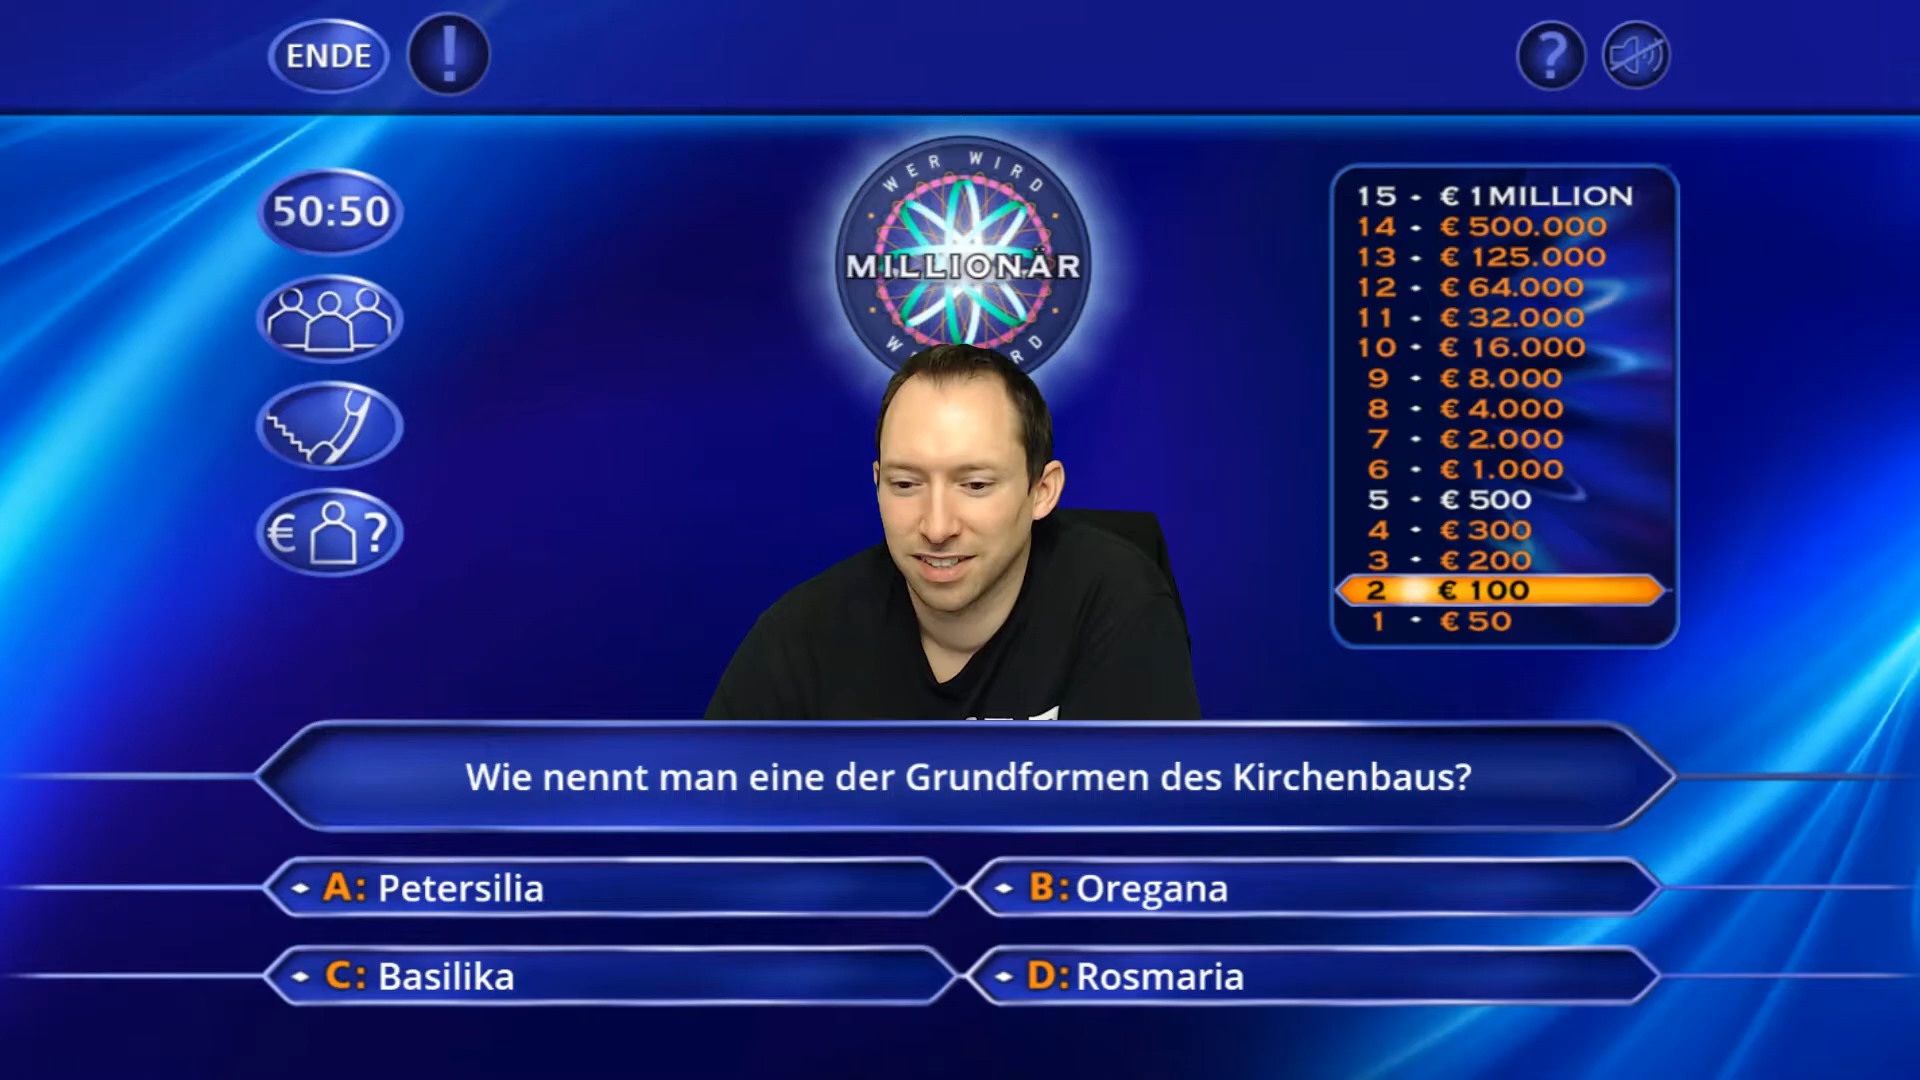 ENDE
!
?
50:50
€ ?
WER WIRD
MILLIONÄR
15 · € 1 MILLION
14 · € 500.000
13 · € 125.000
12 · € 64.000
11 · € 32.000
10 · € 16.000
9 · € 8.000
8 · € 4.000
7 · € 2.000
6 · € 1.000
5 · € 500
4 · € 300
3 · € 200
2 € 100
1 · € 50
Wie nennt man eine der Grundformen des Kirchenbaus?
A: Petersilia
B: Oregana
C: Basilika
D: Rosmaria